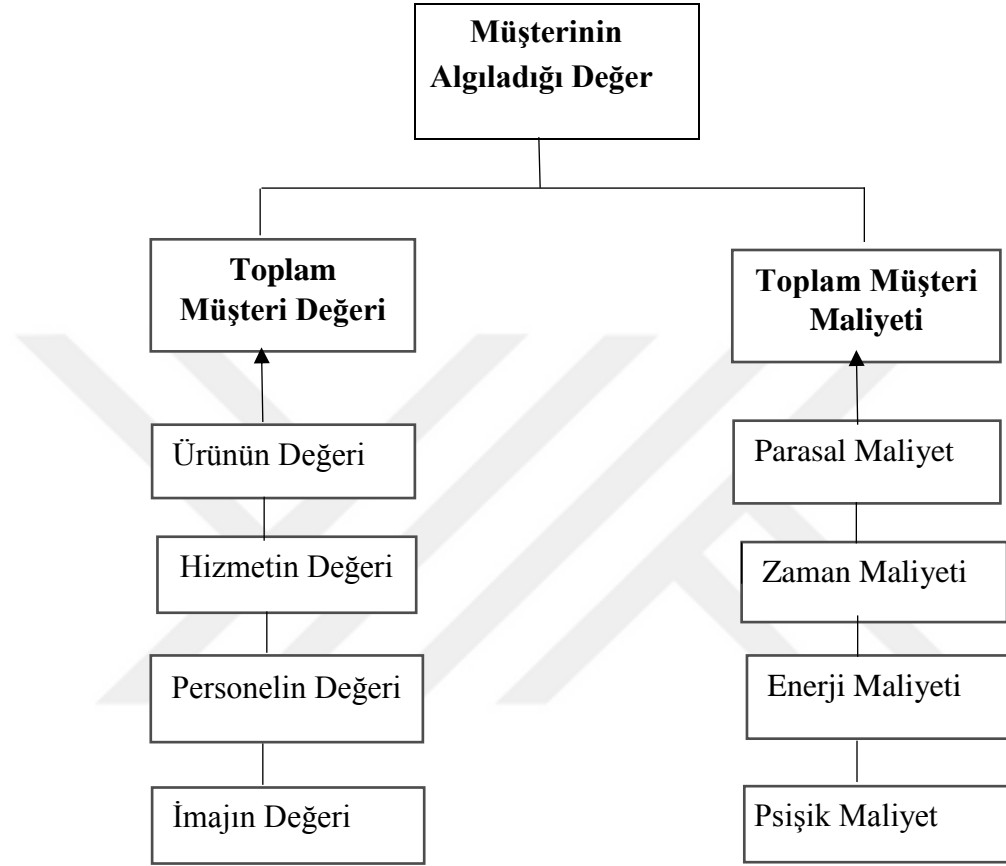 Müşterinin
Algıladığı Değer
Toplam
Müşteri Değeri
Ürünün Değeri
Hizmetin Değeri
Personelin Değeri
İmajın Değeri
Toplam Müşteri
Maliyeti
Parasal Maliyet
Zaman Maliyeti
Enerji Maliyeti
Psişik Maliyet